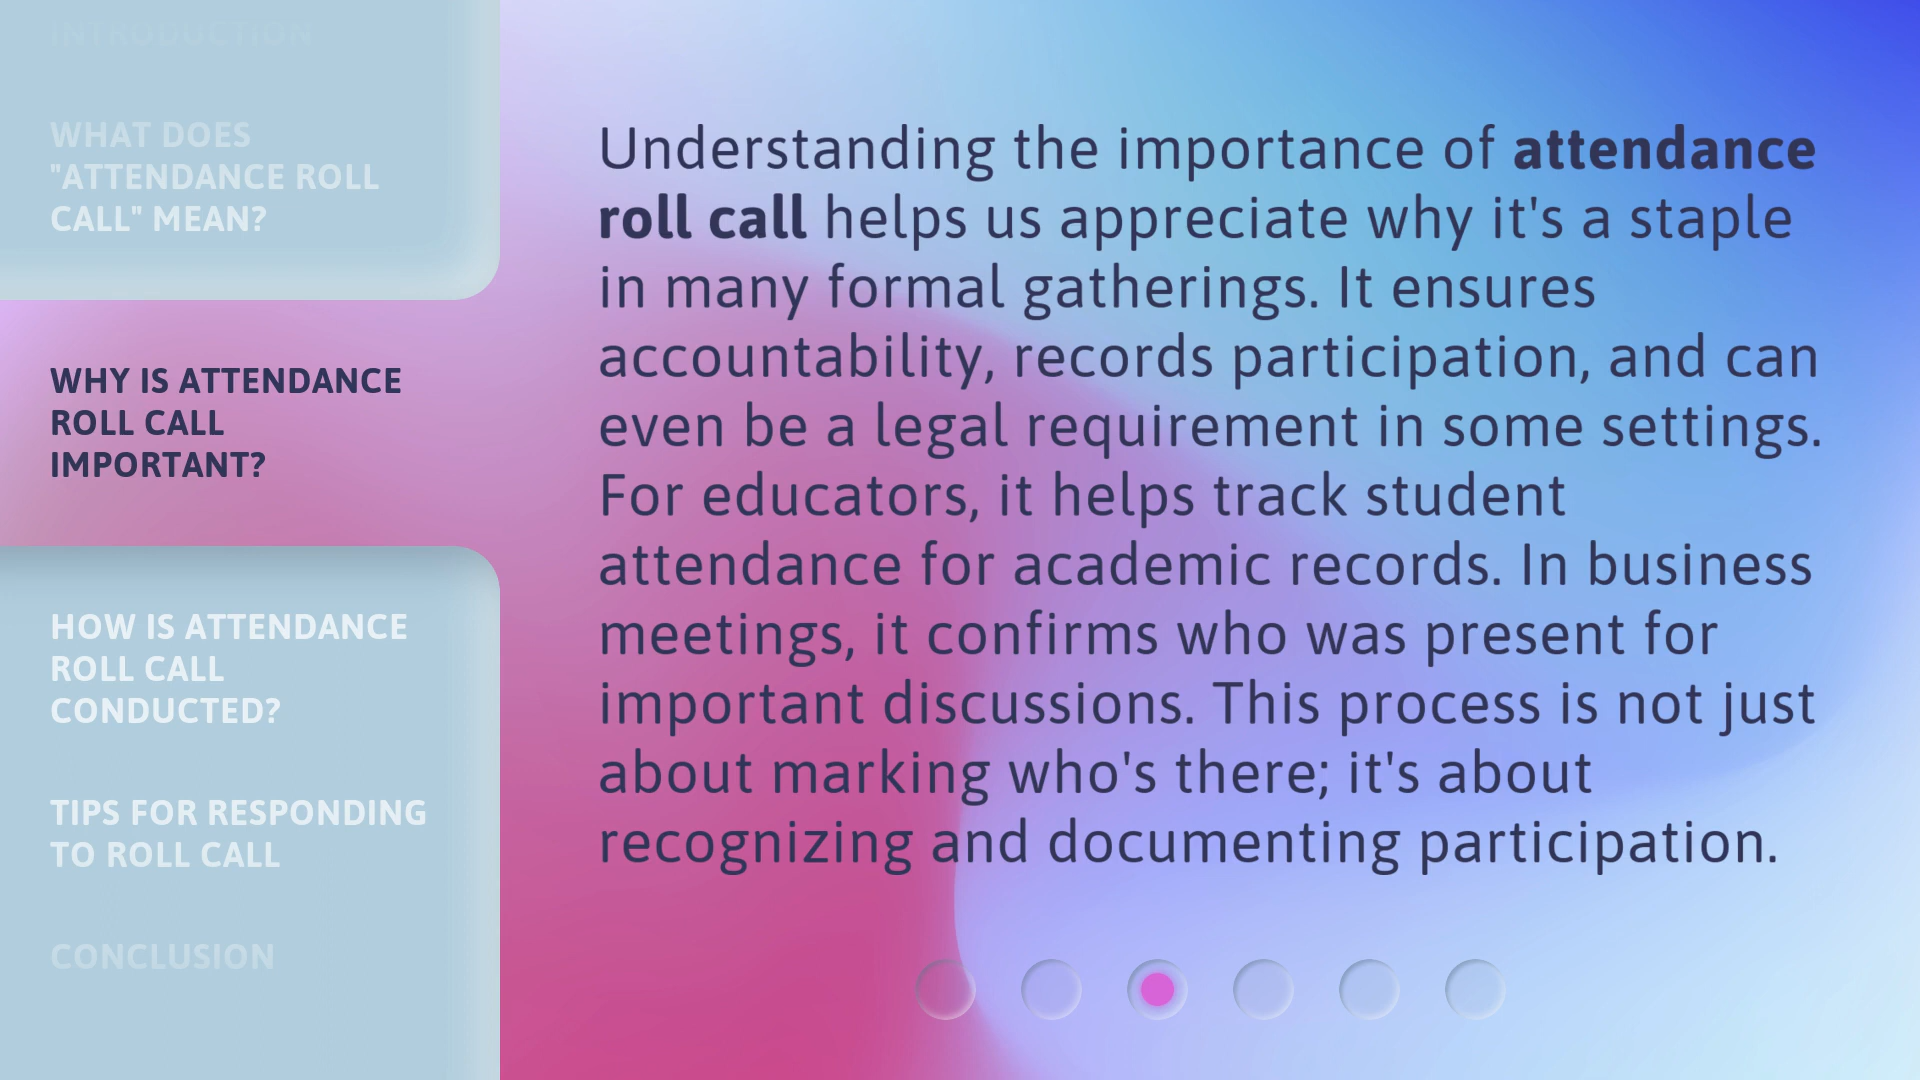 INTRODUCTION
WHAT DOES
"ATTENDANCE ROLL
CALL" MEAN?
WHY IS ATTENDANCE
ROLL CALL
IMPORTANT?
HOW IS ATTENDANCE
ROLL CALL
CONDUCTED?
TIPS FOR RESPONDING
TO ROLL CALL
CONCLUSION
Understanding the importance of attendance
roll call helps us appreciate why it's a staple
in many formal gatherings. It ensures
accountability, records participation, and can
even be a legal requirement in some settings.
For educators, it helps track student
attendance for academic records. In business
meetings, it confirms who was present for
important discussions. This process is not just
about marking who's there; it's about
recognizing and documenting participation.